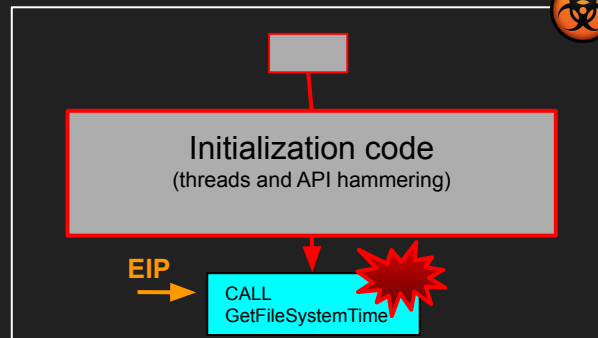 Initialization code
(threads and API hammering)
EIP
CALL
GetFileSystemTime